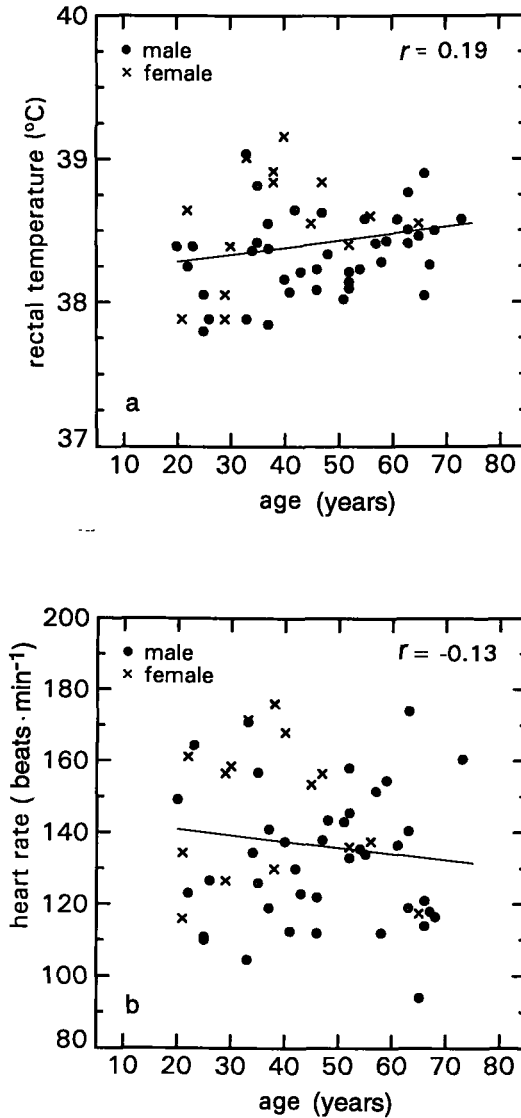 40
● male
r = 0.19
× female
39
38
37
rectal temperature (°C)
a
10 20 30 40 50 60 70 80
age (years)
200
● male
r = -0.13
× female
180
160
140
120
100
80
heart rate ( beats·min⁻¹)
b
10 20 30 40 50 60 70 80
age (years)